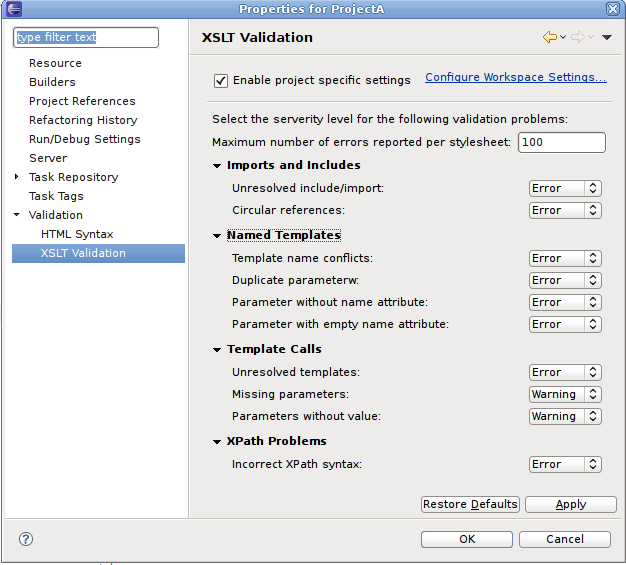 Properties for ProjectA
type filter text
Resource
Builders
Project References
Refactoring History
Run/Debug Settings
Server
Task Repository
Task Tags
Validation
HTML Syntax
XSLT Validation
XSLT Validation
Enable project specific settings
Configure Workspace Settings...
Select the serverity level for the following validation problems:
Maximum number of errors reported per stylesheet: 100
Imports and Includes
Unresolved include/import: Error
Circular references: Error
Named Templates
Template name conflicts: Error
Duplicate parameterw: Error
Parameter without name attribute: Error
Parameter with empty name attribute: Error
Template Calls
Unresolved templates: Error
Missing parameters: Warning
Parameters without value: Warning
XPath Problems
Incorrect XPath syntax: Error
Restore Defaults Apply
? OK Cancel